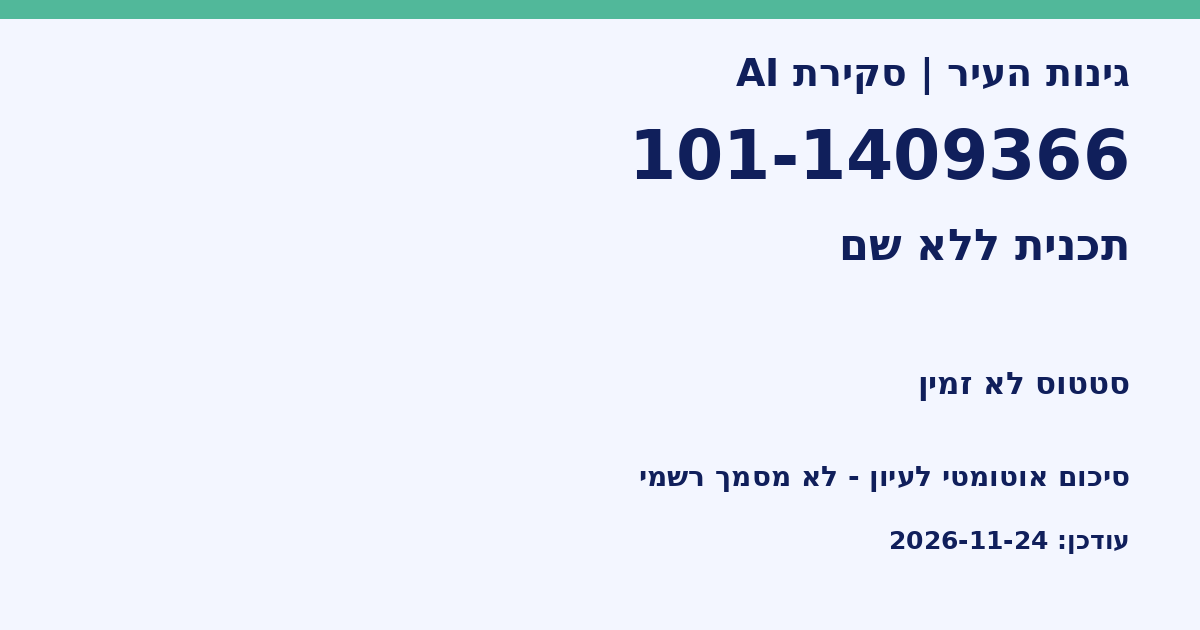 גינות העיר | סקירת AI
101-1409366
תכנית ללא שם
סטטוס לא זמין
סיכום אוטומטי לעיון - לא מסמך רשמי
עודכן: 2026-11-24